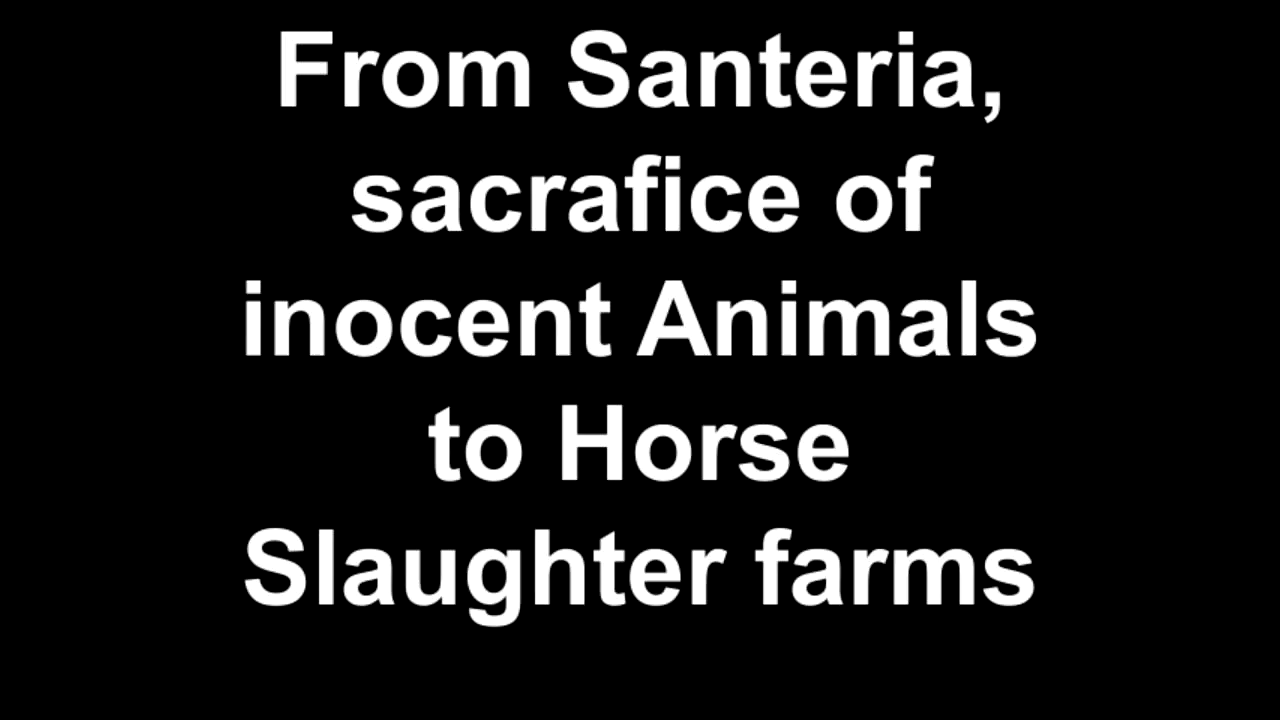 From Santeria,
sacrafice of
inocent Animals
to Horse
Slaughter farms